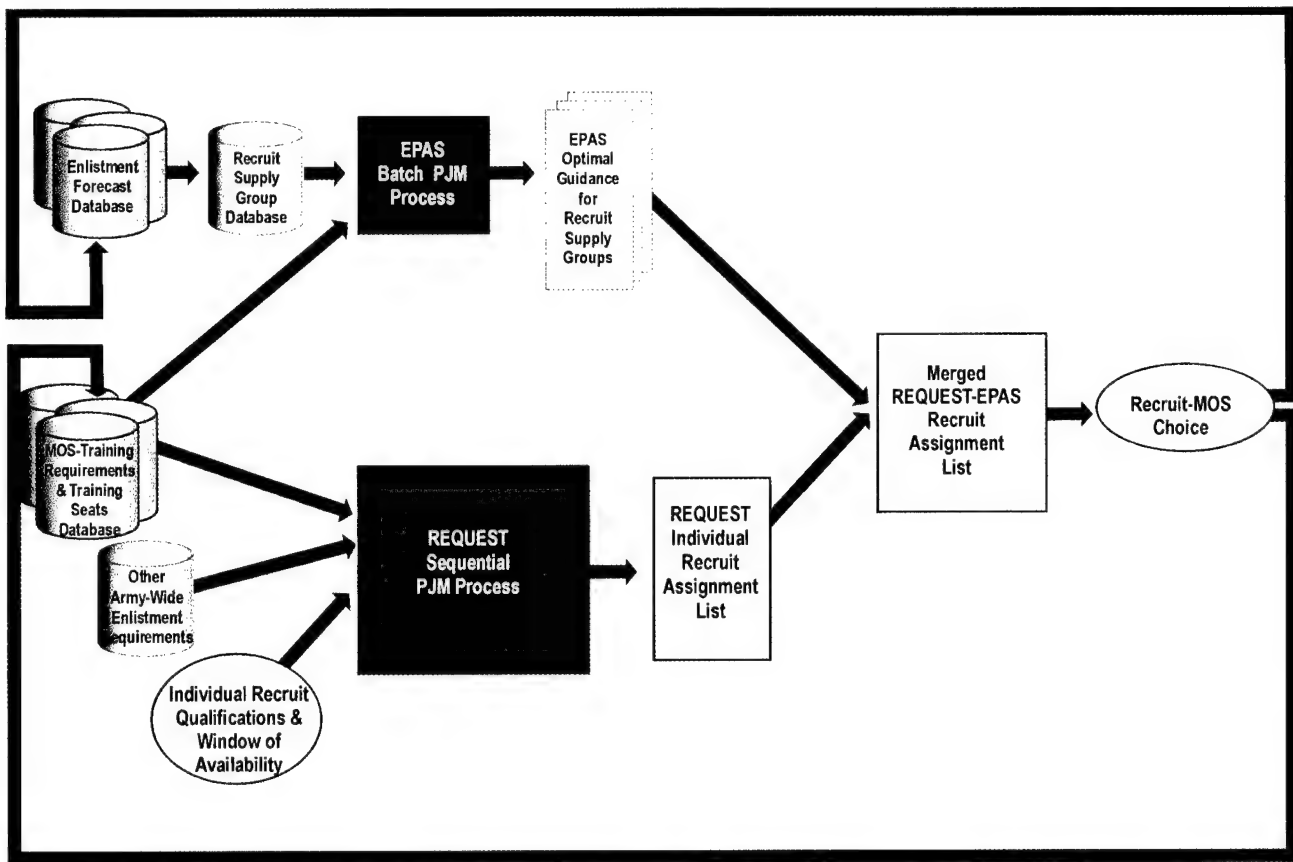 Enlistment
Forecast
Database
Recruit
Supply
Group
Database
EPAS
Batch PJM
Process
EPAS
Optimal
Guidance
for
Recruit
Supply
Groups
MOS-Training
Requirements
& Training
Seats
Database
Other
Army-Wide
Enlistment
Requirements
Individual Recruit
Qualifications &
Window of
Availability
REQUEST
Sequential
PJM Process
REQUEST
Individual
Recruit
Assignment
List
Merged
REQUEST-EPAS
Recruit
Assignment
List
Recruit-MOS
Choice